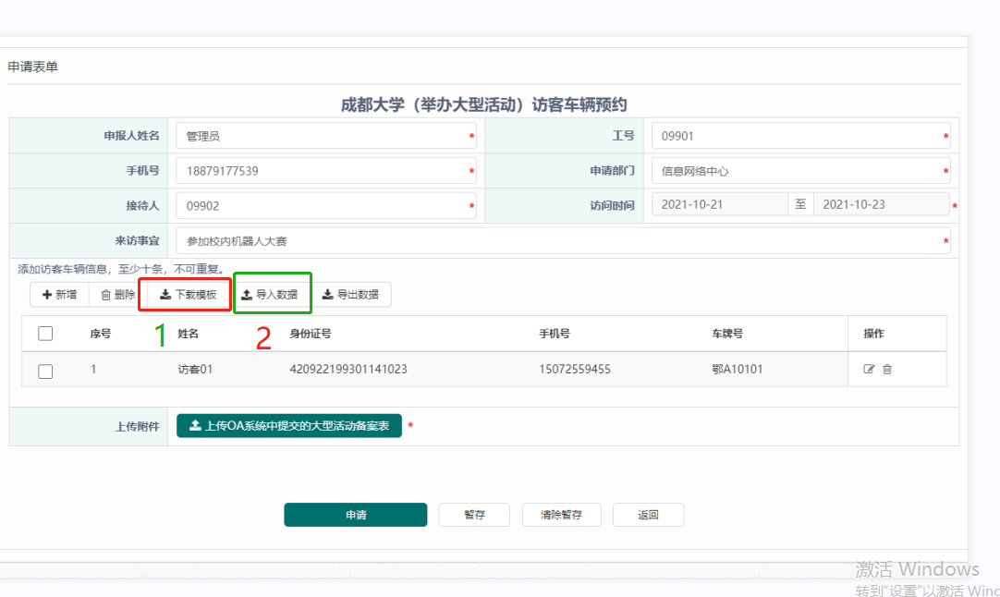 申请表单
成都大学（举办大型活动）访客车辆预约
申报人姓名 管理员 * 工号 09901 *
手机号 18879177539 * 申请部门 信息网络中心 *
接待人 09902 * 访问时间 2021-10-21 至 2021-10-23 *
来访事宜 参加校内机器人大赛 *
添加访客车辆信息，至少十条，不可重复。
新增 删除 下载模板 导入数据 导出数据
1 2
序号 姓名 身份证号 手机号 车牌号 操作
1 访客01 420922199301141023 15072559455 鄂A10101
上传附件 上传OA系统中提交的大型活动备案表 *
申请 暂存 清除暂存 返回
激活 Windows
转到"设置"以激活 Winc